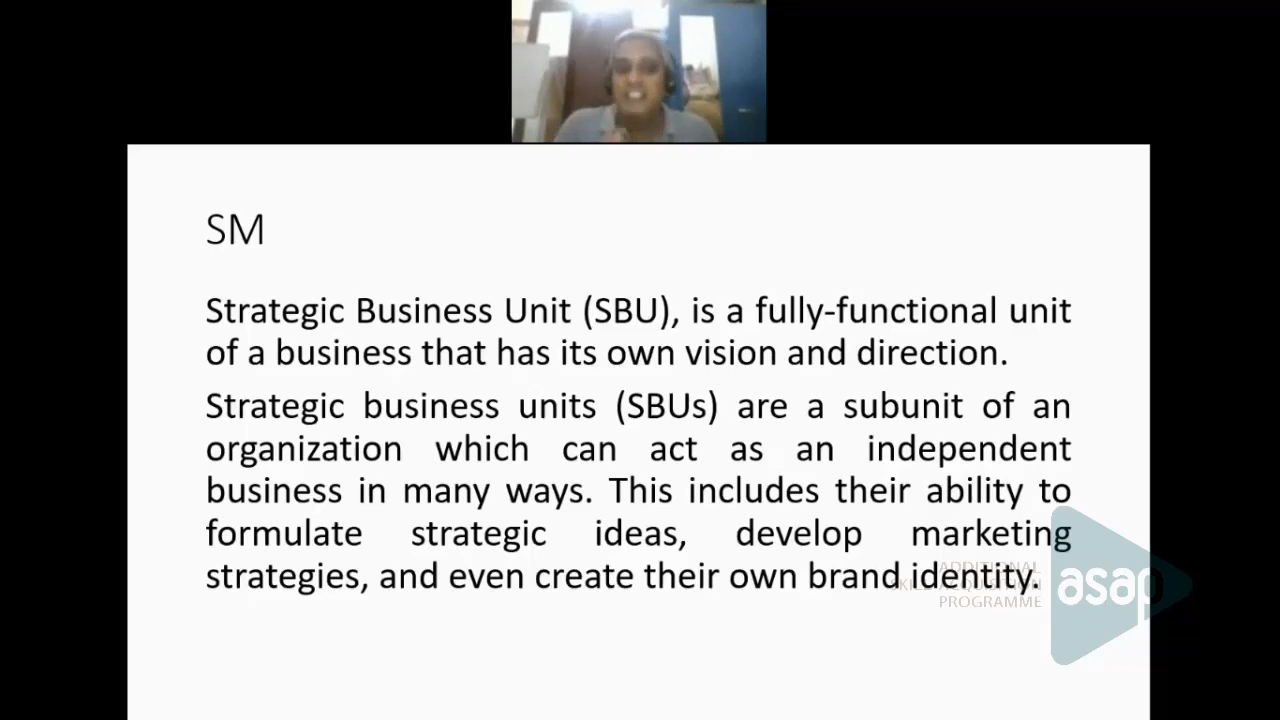 SM
Strategic Business Unit (SBU), is a fully-functional unit
of a business that has its own vision and direction.
Strategic business units (SBUs) are a subunit of an
organization which can act as an independent
business in many ways. This includes their ability to
formulate strategic ideas, develop marketing
strategies, and even create their own brand identity.
ADDITIONAL
SKILL ACQUISITION
PROGRAMME
asap